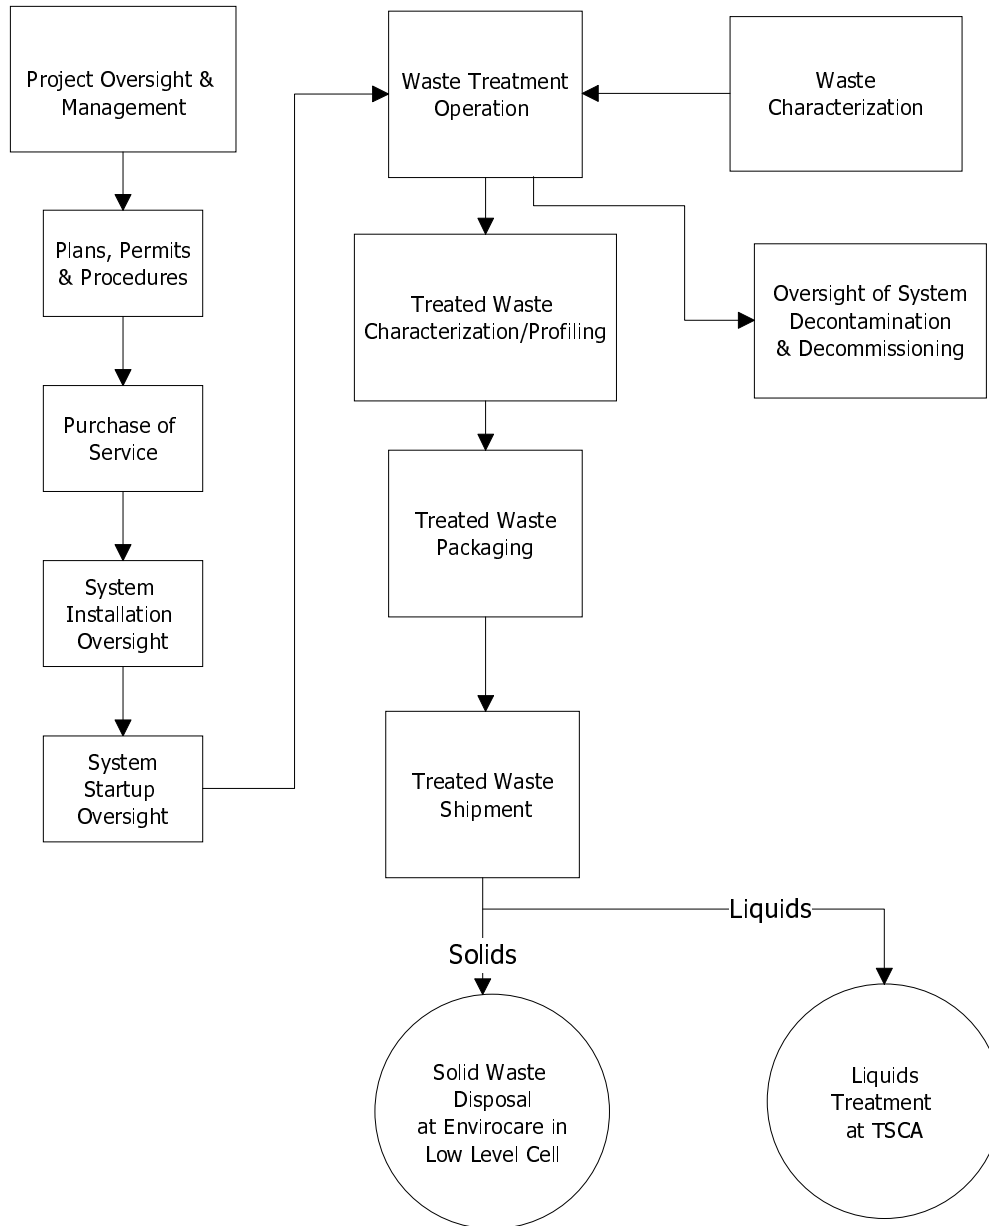 Project Oversight &
Management
Plans, Permits
& Procedures
Purchase of
Service
System
Installation
Oversight
System
Startup
Oversight
Waste Treatment
Operation
Waste
Characterization
Treated Waste
Characterization/Profiling
Oversight of System
Decontamination
& Decommissioning
Treated Waste
Packaging
Treated Waste
Shipment
Liquids
Solids
Solid Waste
Disposal
at Envirocare in
Low Level Cell
Liquids
Treatment
at TSCA